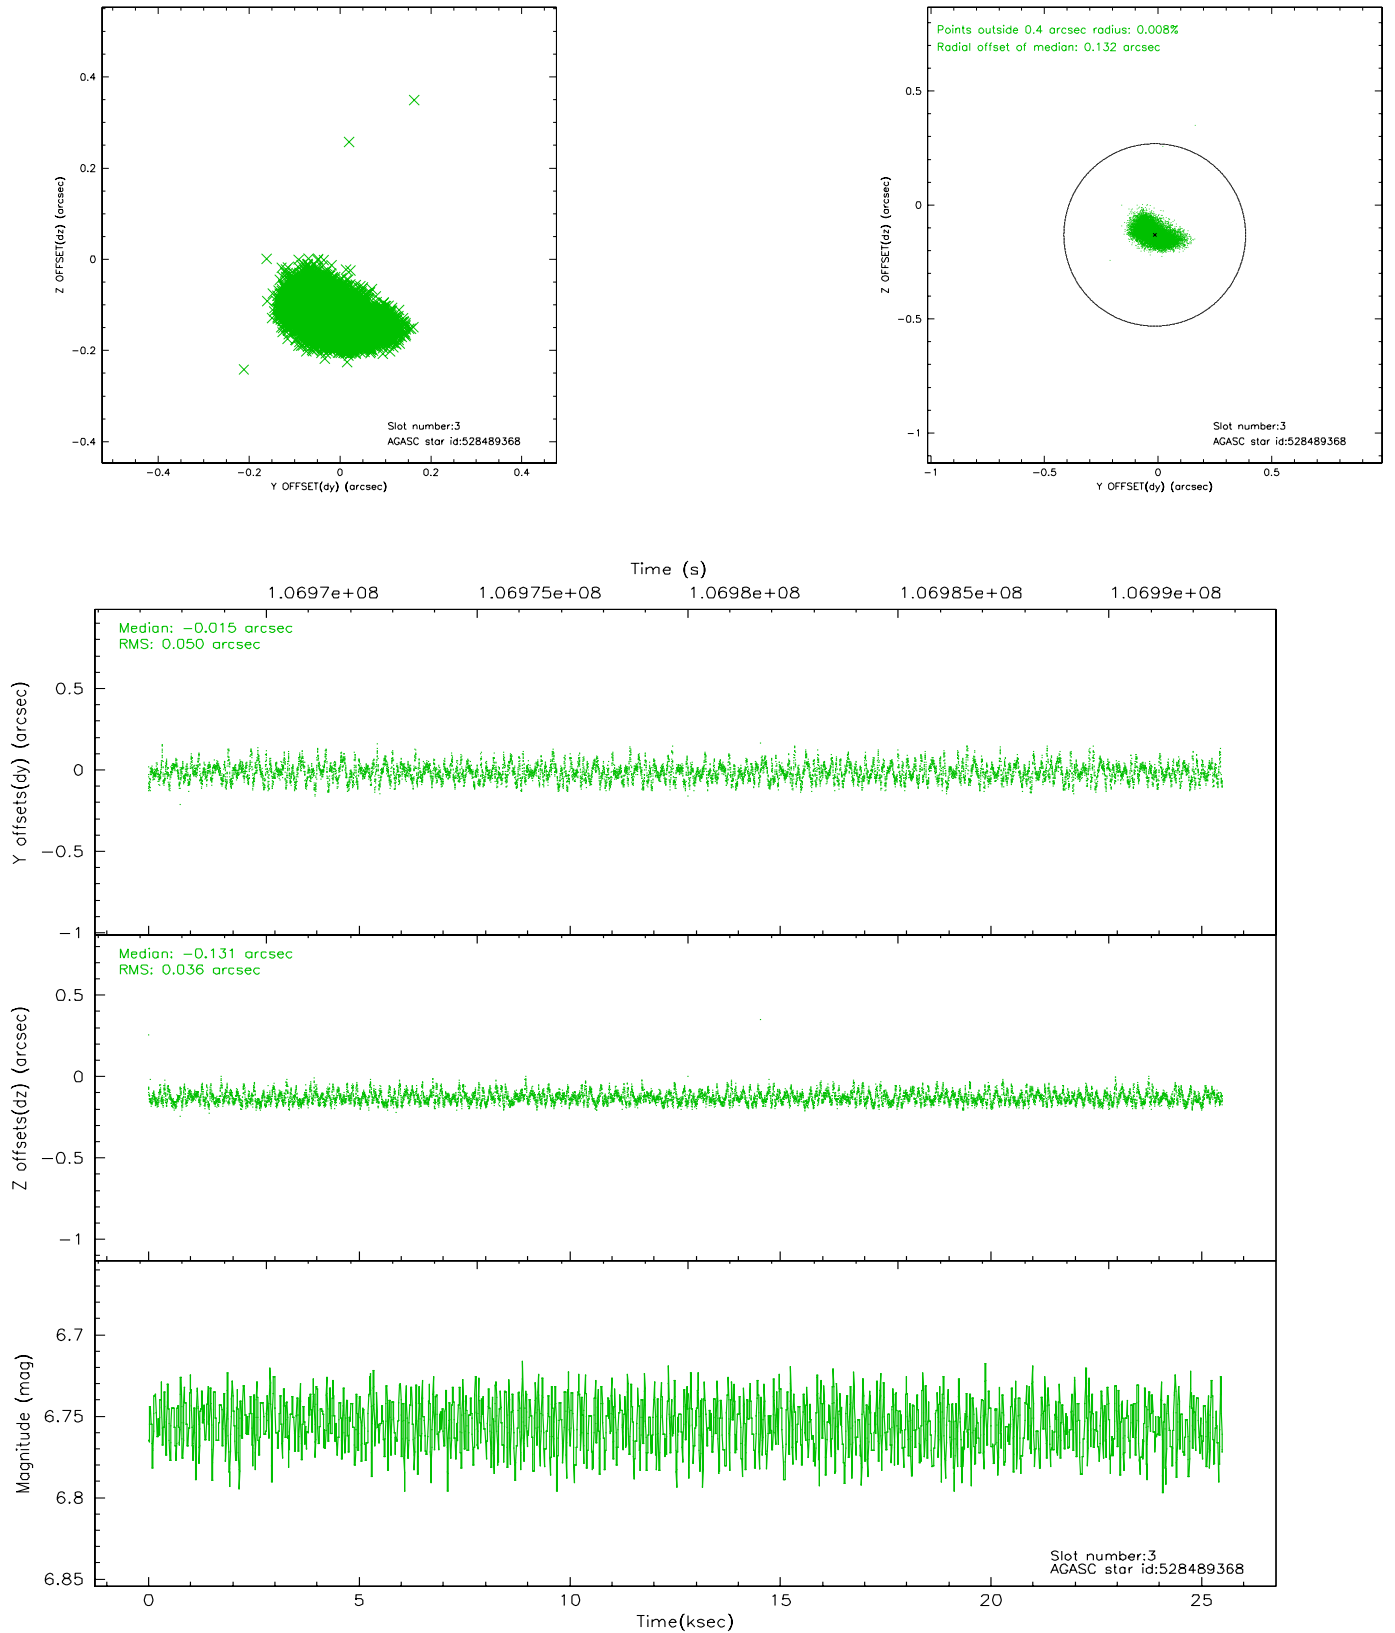 0.4
0.2
0
−0.2
−0.4
Z OFFSET(dz) (arcsec)
Slot number:3
AGASC star id:528489368
−0.4 −0.2 0 0.2 0.4
Y OFFSET(dy) (arcsec)
Points outside 0.4 arcsec radius: 0.008%
Radial offset of median: 0.132 arcsec
0.5
0
−0.5
−1
Z OFFSET(dz) (arcsec)
Slot number:3
AGASC star id:528489368
−1 −0.5 0 0.5
Y OFFSET(dy) (arcsec)
Time (s)
1.0697e+08 1.06975e+08 1.0698e+08 1.06985e+08 1.0699e+08
Median: −0.015 arcsec
RMS: 0.050 arcsec
0.5
0
−0.5
−1
Y offsets(dy) (arcsec)
Median: −0.131 arcsec
RMS: 0.036 arcsec
0.5
0
−0.5
−1
Z offsets(dz) (arcsec)
6.7
6.75
6.8
6.85
Magnitude (mag)
Slot number:3
AGASC star id:528489368
0 5 10 15 20 25
Time(ksec)